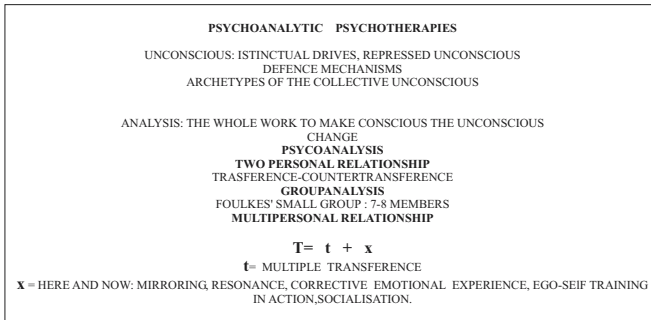 PSYCHOANALYTIC PSYCHOTHERAPIES
UNCONSCIOUS: ISTINCTUAL DRIVES, REPRESSED UNCONSCIOUS
DEFENCE MECHANISMS
ARCHETYPES OF THE COLLECTIVE UNCONSCIOUS
ANALYSIS: THE WHOLE WORK TO MAKE CONSCIOUS THE UNCONSCIOUS
CHANGE
PSYCOANALYSIS
TWO PERSONAL RELATIONSHIP
TRASFERENCE-COUNTERTRANSFERENCE
GROUPANALYSIS
FOULKES' SMALL GROUP : 7-8 MEMBERS
MULTIPERSONAL RELATIONSHIP
T= t + x
t= MULTIPLE TRANSFERENCE
x = HERE AND NOW: MIRRORING, RESONANCE, CORRECTIVE EMOTIONAL EXPERIENCE, EGO-SElF TRAINING
IN ACTION,SOCIALISATION.